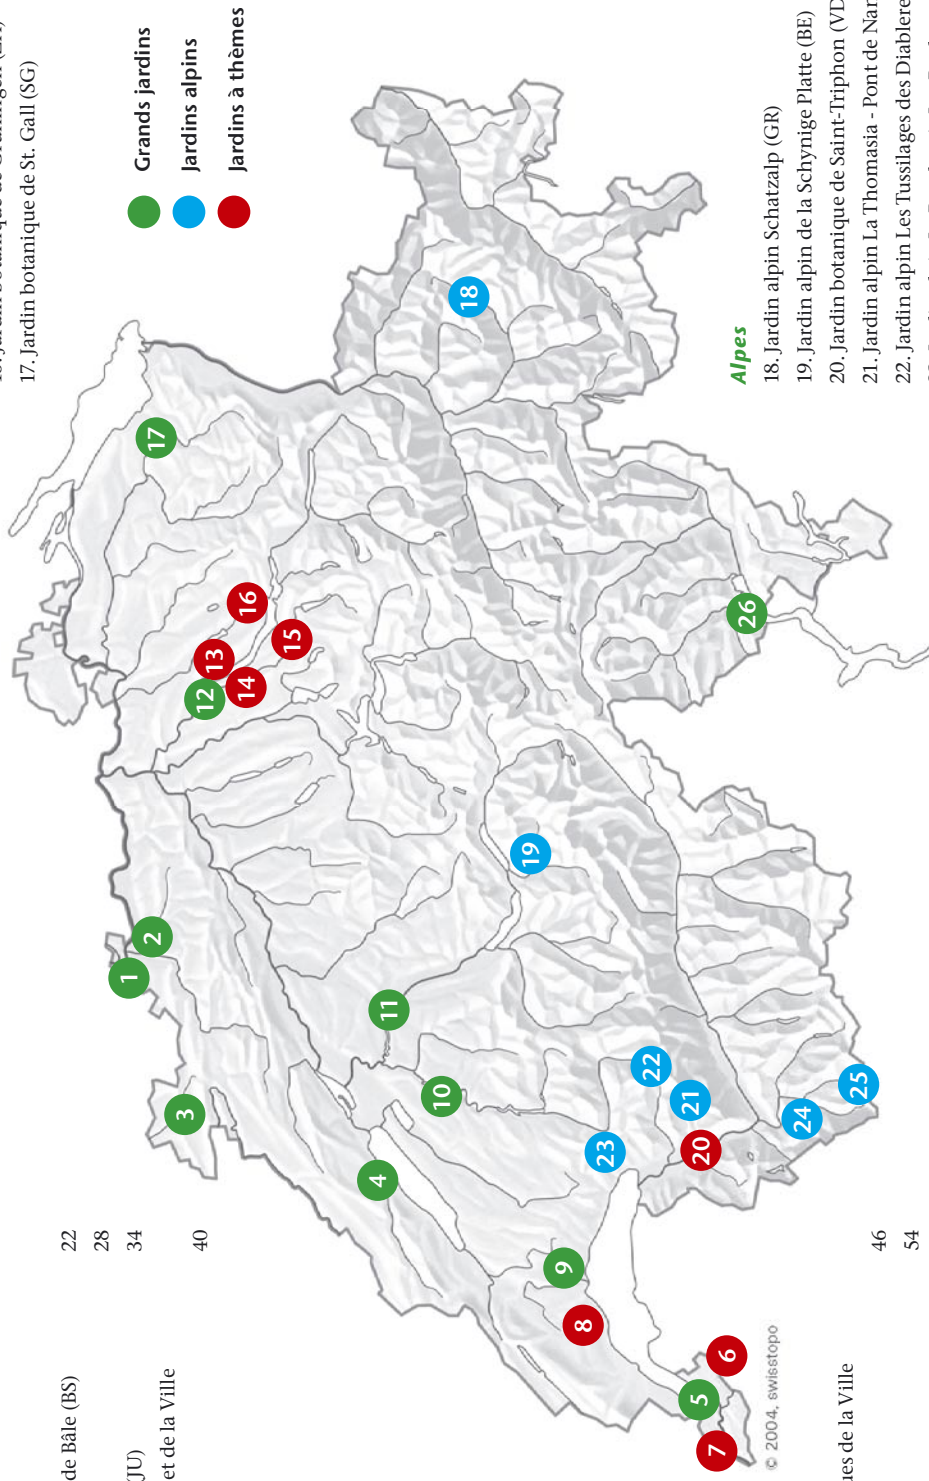 de Bâle (BS) 22
28
(JU) 34
et de la Ville
40
17. Jardin botanique de St. Gall (SG)
Grands jardins
Jardins alpins
Jardins à thèmes
1
2
3
4
5
6
7
8
9
10
11
12
13
14
15
16
17
18
19
20
21
22
23
24
25
26
© 2004, swisstopo
ues de la Ville
46
54
Alpes
18. Jardin alpin Schatzalp (GR)
19. Jardin alpin de la Schynige Platte (BE)
20. Jardin botanique de Saint-Triphon (VD
21. Jardin alpin La Thomasia - Pont de Nan
22. Jardin alpin Les Tussilages des Diablere